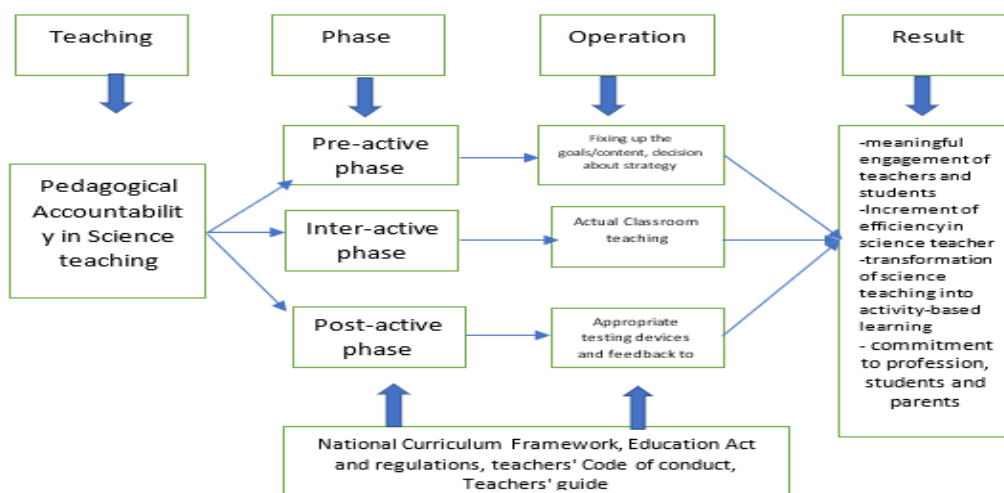 Teaching
Phase
Operation
Result
Pedagogical
Accountabilit
y in Science
teaching
Pre-active
phase
Inter-active
phase
Post-active
phase
Fixing up the
goals/content, decision
about strategy
Actual Classroom
teaching
Appropriate
testing devices
and feedback to
-meaningful
engagement of
teachers and
students
-Increment of
efficiency in
science teacher
-transformation
of science
teaching into
activity-based
learning
- commitment
to profession,
students and
parents
National Curriculum Framework, Education Act
and regulations, teachers' Code of conduct,
Teachers' guide